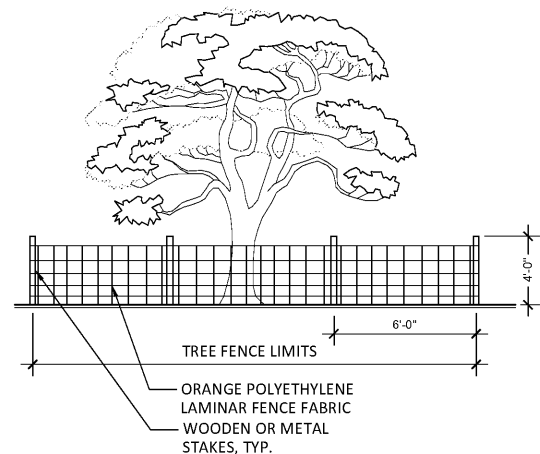 4'-0"
6'-0"
TREE FENCE LIMITS
ORANGE POLYETHYLENE
LAMINAR FENCE FABRIC
WOODEN OR METAL
STAKES, TYP.